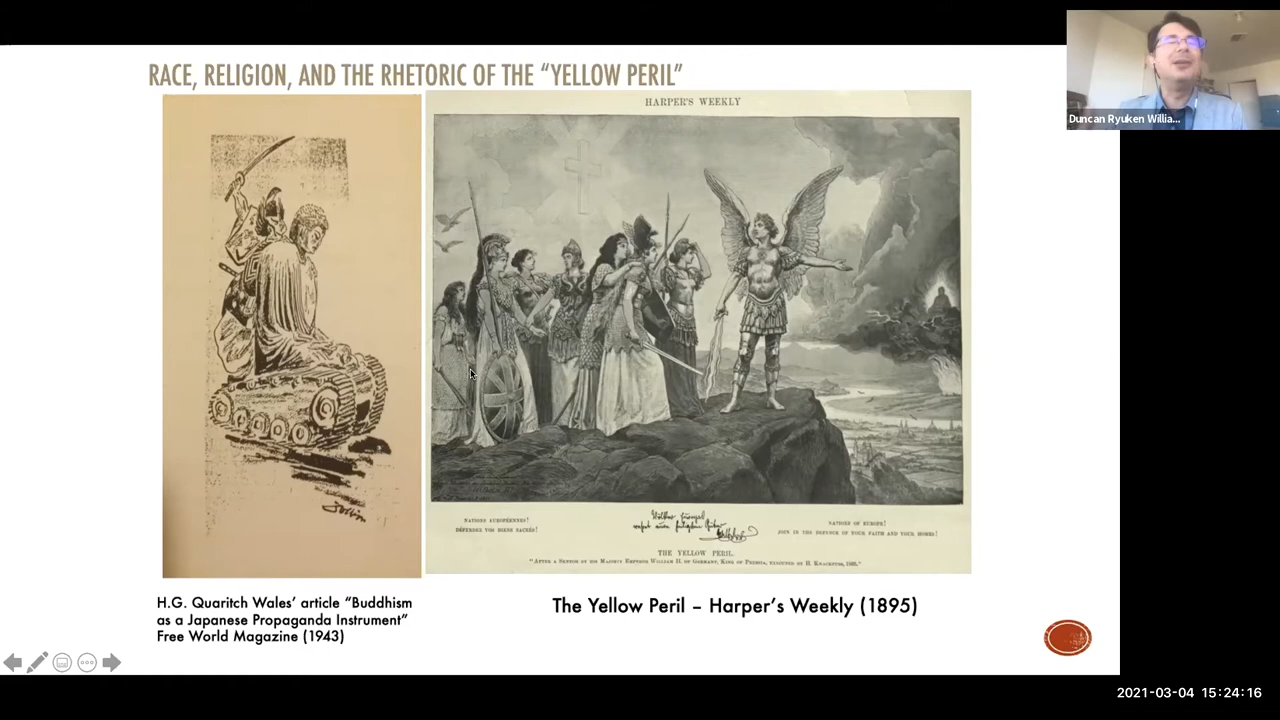 RACE, RELIGION, AND THE RHETORIC OF THE “YELLOW PERIL”
Duncan Ryuken Willia...
HARPER'S WEEKLY
NATIONS EUROPÉENNES!
DÉFENDEZ VOS BIENS SACRÉS!
NATIONS OF EUROPE!
JOIN IN THE DEFENCE OF YOUR FAITH AND YOUR HOMES!
THE YELLOW PERIL.
H.G. Quaritch Wales’ article “Buddhism
as a Japanese Propaganda Instrument”
Free World Magazine (1943)
The Yellow Peril – Harper’s Weekly (1895)
2021-03-04 15:24:16